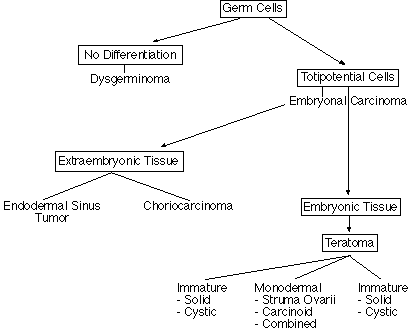 Germ Cells
No Differentiation
Dysgerminoma
Totipotential Cells
Embryonal Carcinoma
Extraembryonic Tissue
Endodermal Sinus
Tumor
Choriocarcinoma
Embryonic Tissue
Teratoma
Immature
- Solid
- Cystic
Monodermal
- Struma Ovarii
- Carcinoid
- Combined
Immature
- Solid
- Cystic